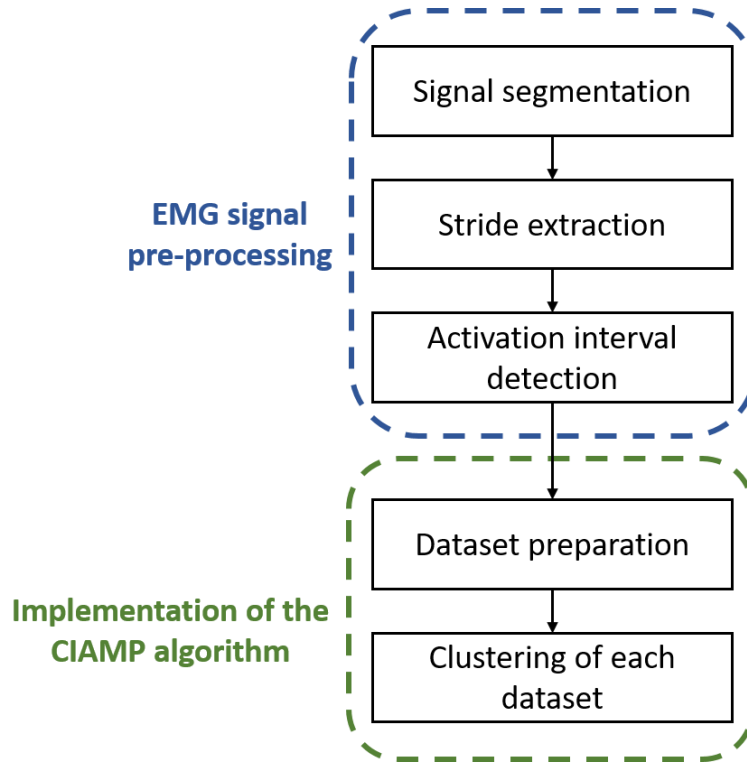 Signal segmentation
EMG signal
pre-processing
Stride extraction
Activation interval
detection
Dataset preparation
Implementation of the
CIAMP algorithm
Clustering of each
dataset